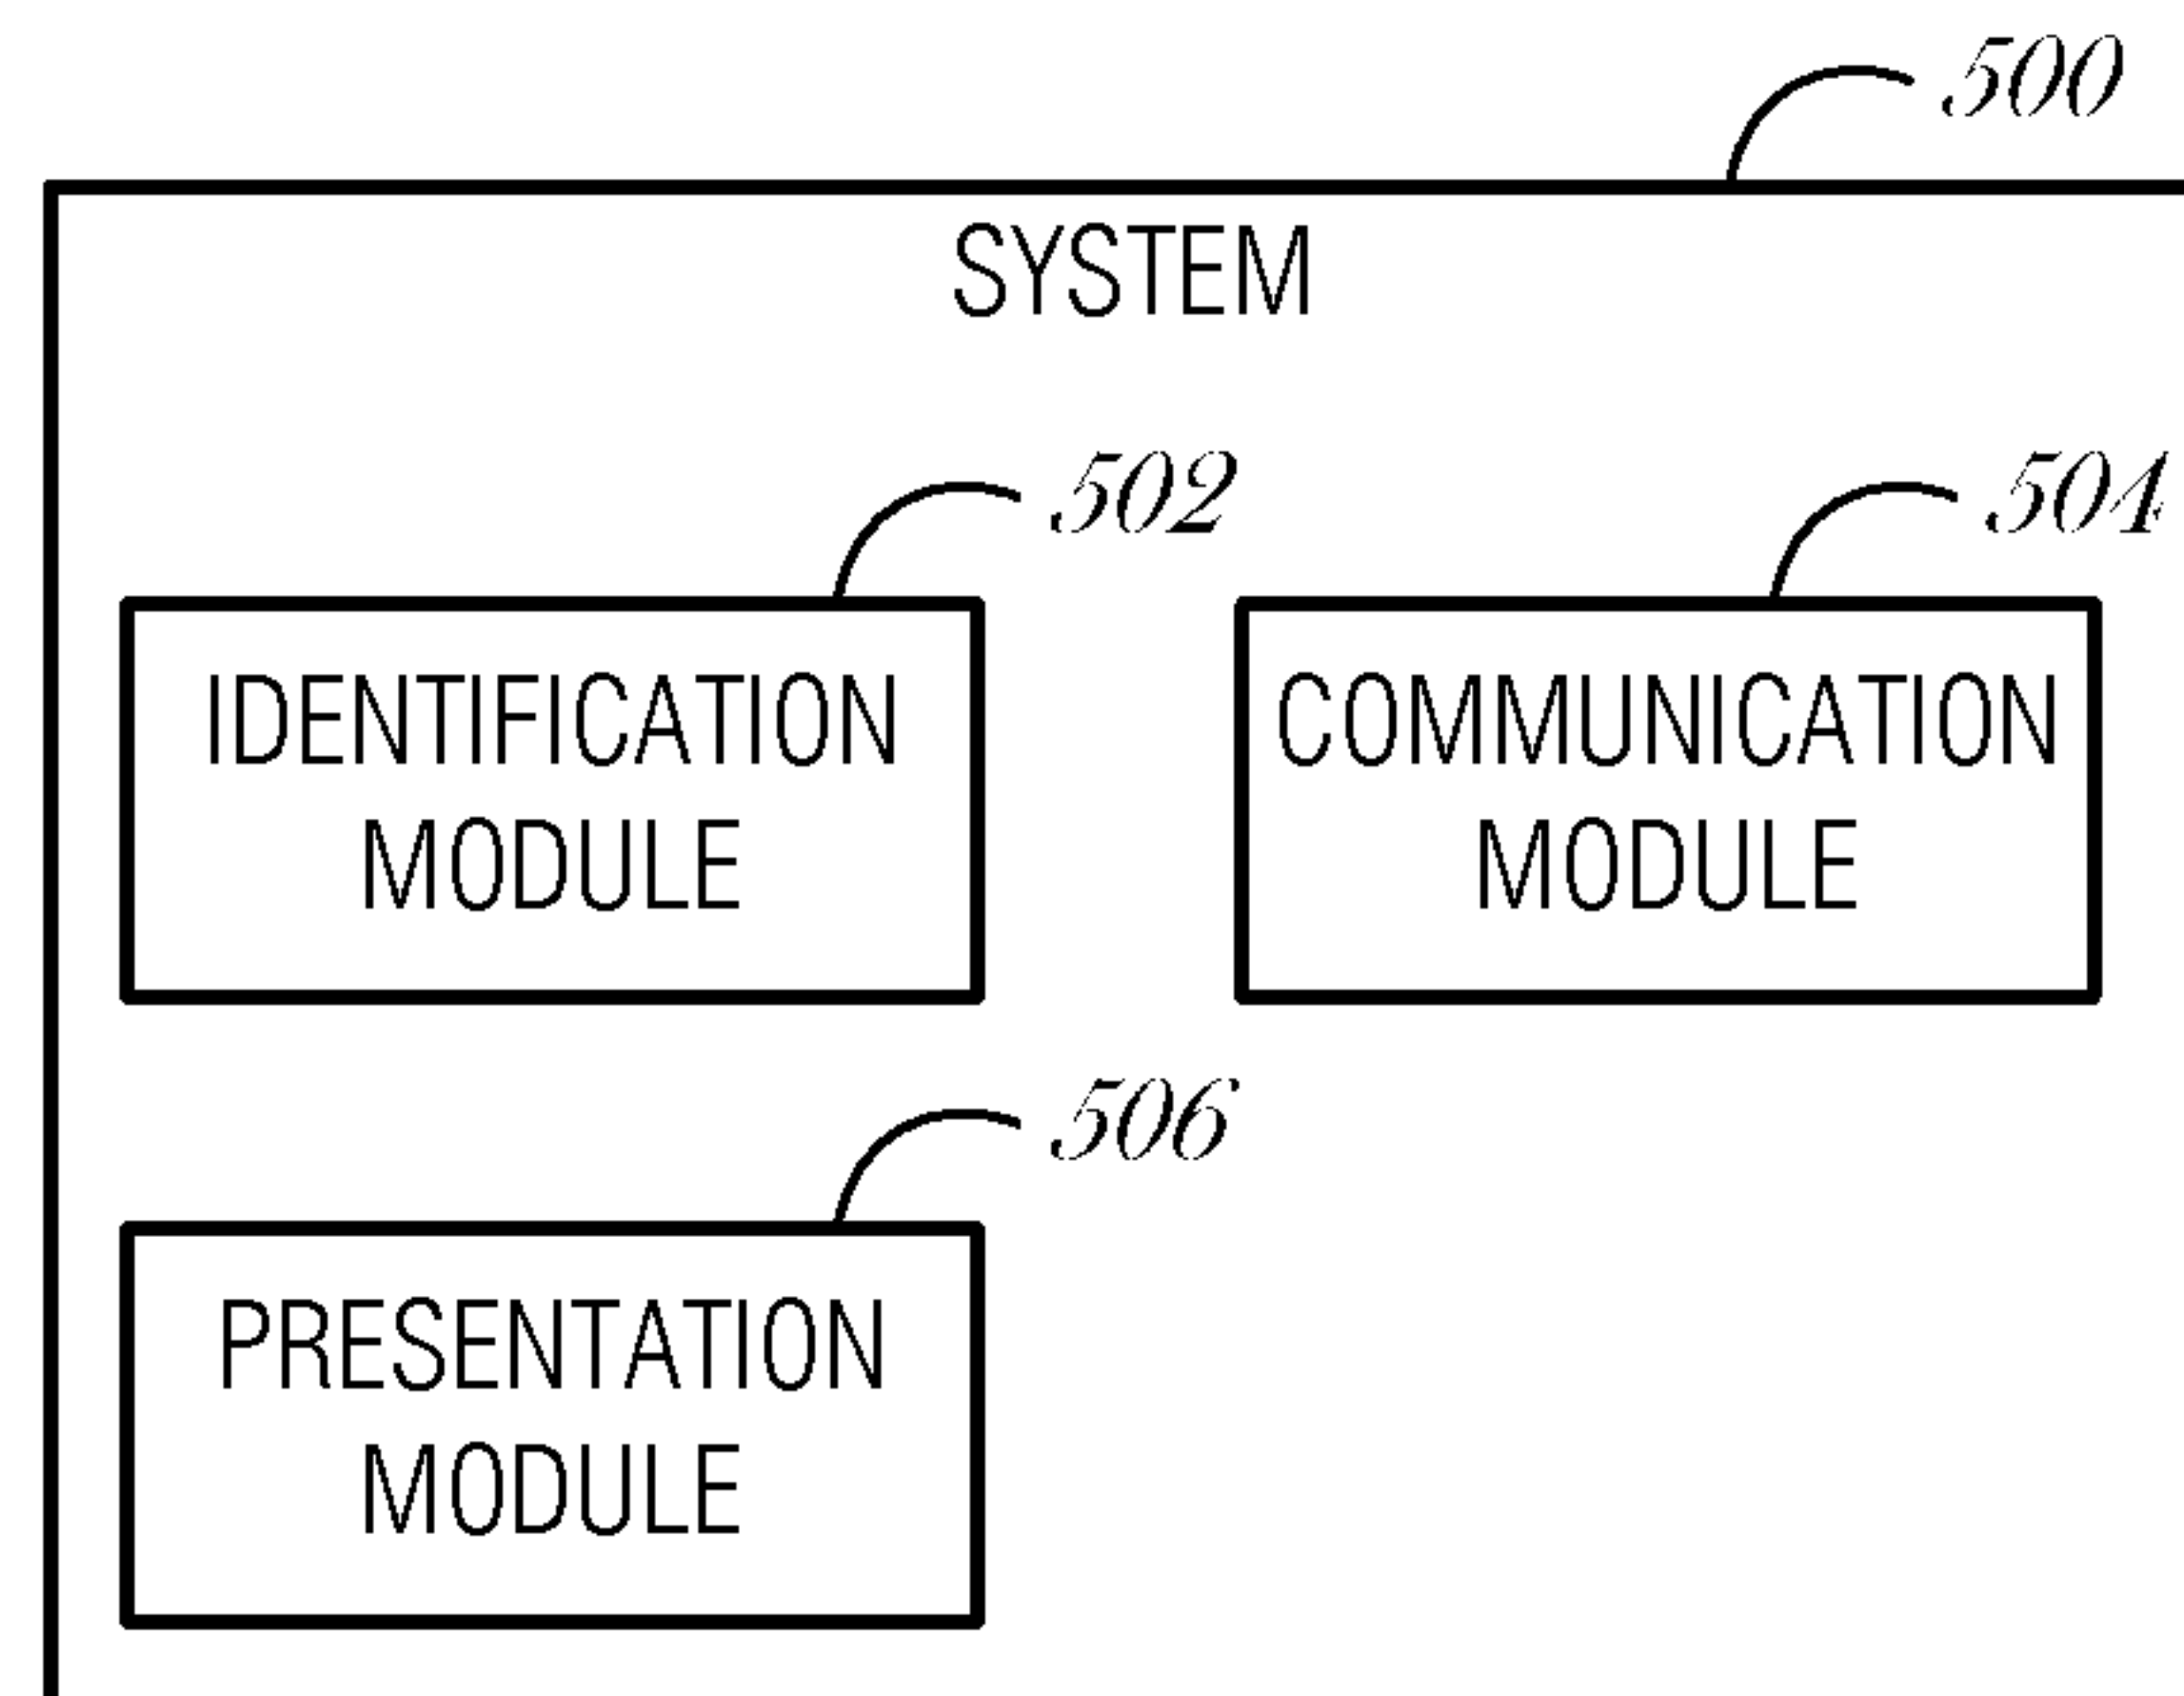 500
SYSTEM
502
504
IDENTIFICATION
MODULE
COMMUNICATION
MODULE
506
PRESENTATION
MODULE